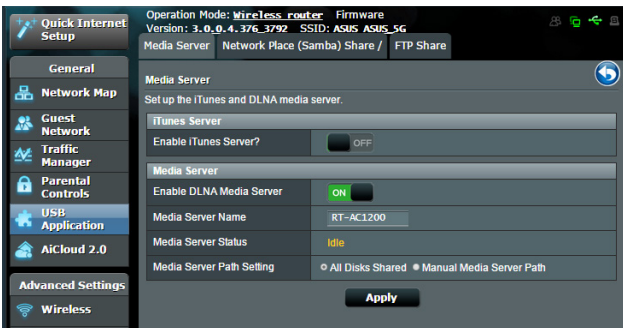 Quick Internet
Setup
Operation Mode: Wireless router Firmware
Version: 3.0.0.4.376_3792 SSID: ASUS ASUS_5G
Media Server Network Place (Samba) Share / FTP Share
General
Network Map
Guest
Network
Traffic
Manager
Parental
Controls
USB
Application
AiCloud 2.0
Advanced Settings
Wireless
Media Server
Set up the iTunes and DLNA media server.
iTunes Server
Enable iTunes Server? OFF
Media Server
Enable DLNA Media Server ON
Media Server Name RT-AC1200
Media Server Status Idle
Media Server Path Setting All Disks Shared Manual Media Server Path
Apply